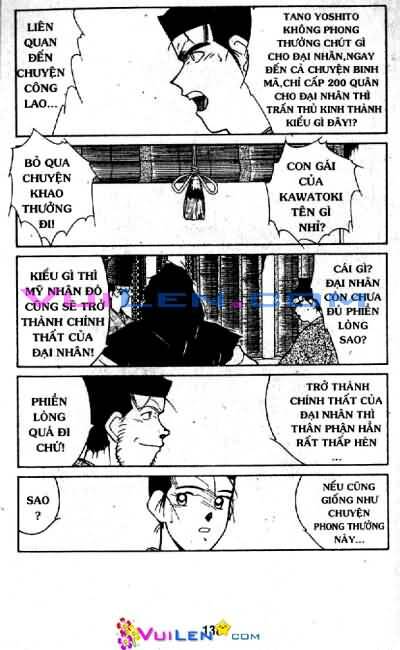 LIÊN
QUAN
ĐẾN
CHUYỆN
CÔNG
LAO...
TANO YOSHITO
KHÔNG PHONG
THƯỞNG CHÚT GÌ
CHO ĐẠI NHÂN,NGAY
ĐẾN CẢ CHUYỆN BINH
MÃ,CHỈ CẤP 200 QUÂN
CHO ĐẠI NHÂN THÌ
TRẤN THỦ KINH THÀNH
KIỂU GÌ ĐÂY!?
BỎ QUA
CHUYỆN
KHAO
THƯỞNG
ĐI!
CON GÁI
CỦA
KAWATOKI
TÊN GÌ
NHỈ?
KIỂU GÌ THÌ
MỸ NHÂN ĐÓ
CŨNG SẼ TRỞ
THÀNH CHÍNH
THẤT CỦA
ĐẠI NHÂN!
CÁI GÌ?
ĐẠI NHÂN
CÒN CHƯA
ĐỦ PHIỀN
LÒNG
SAO?
VUILEN.COM
PHIỀN
LÒNG
QUÁ ĐI
CHỨ!
TRỞ THÀNH
CHÍNH THẤT CỦA
ĐẠI NHÂN THÌ
THÂN PHẬN HẲN
RẤT THẤP HÈN
...
SAO
?
NẾU CŨNG
GIỐNG NHƯ
CHUYỆN
PHONG THƯỞNG
NÀY...
VUILEN.COM